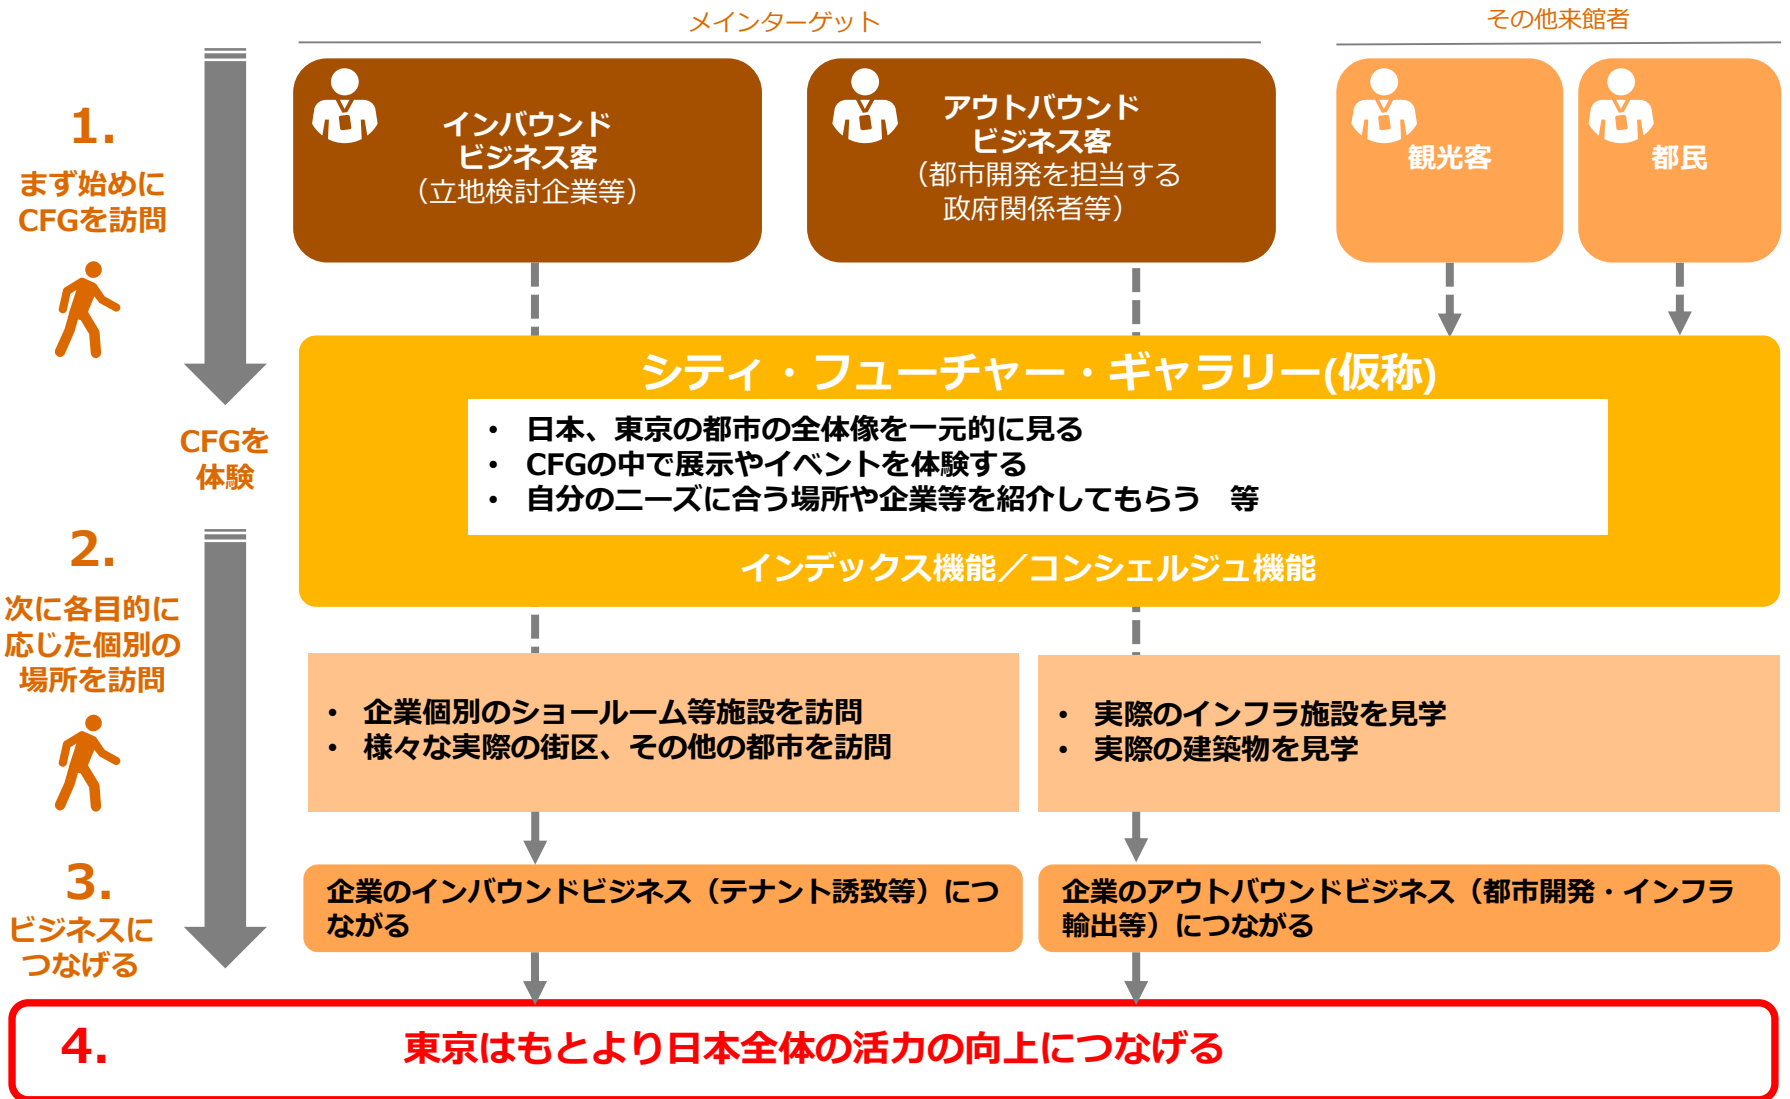 メインターゲット
その他来館者
1.
まず始めに
CFGを訪問
インバウンド
ビジネス客
（立地検討企業等）
アウトバウンド
ビジネス客
（都市開発を担当する
政府関係者等）
観光客
都民
シティ・フューチャー・ギャラリー(仮称)
• 日本、東京の都市の全体像を一元的に見る
• CFGの中で展示やイベントを体験する
• 自分のニーズに合う場所や企業等を紹介してもらう　等
インデックス機能／コンシェルジュ機能
CFGを
体験
2.
次に各目的に
応じた個別の
場所を訪問
• 企業個別のショールーム等施設を訪問
• 様々な実際の街区、その他の都市を訪問
• 実際のインフラ施設を見学
• 実際の建築物を見学
3.
ビジネスに
つなげる
企業のインバウンドビジネス（テナント誘致等）につ
ながる
企業のアウトバウンドビジネス（都市開発・インフラ
輸出等）につながる
4.
東京はもとより日本全体の活力の向上につなげる